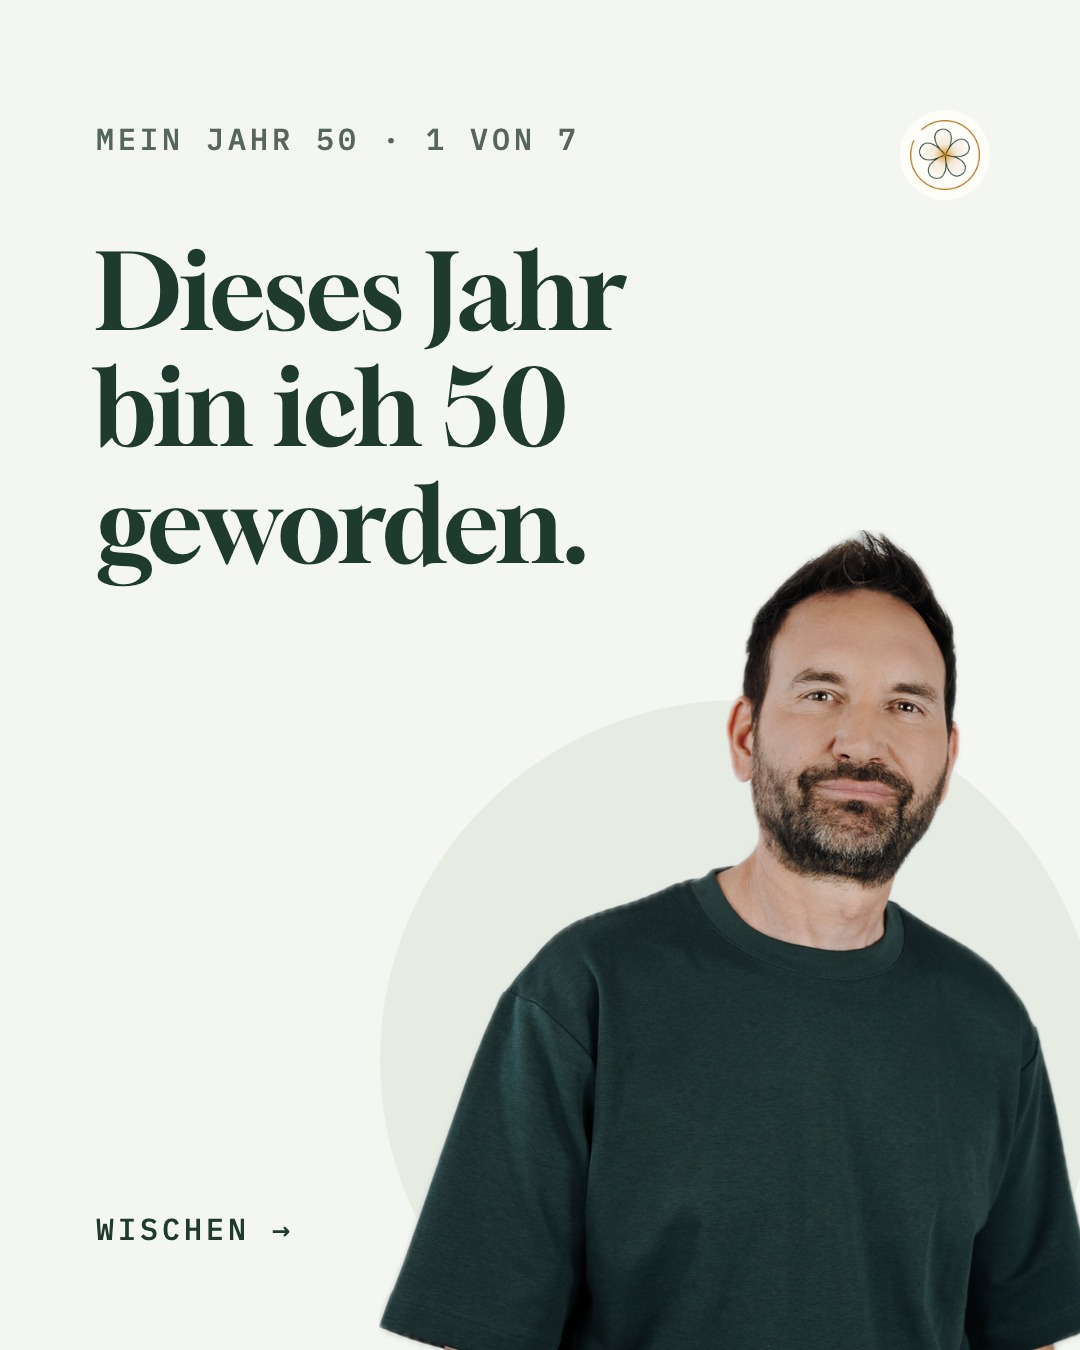 MEIN JAHR 50 · 1 VON 7
Dieses Jahr
bin ich 50
geworden.
WISCHEN →